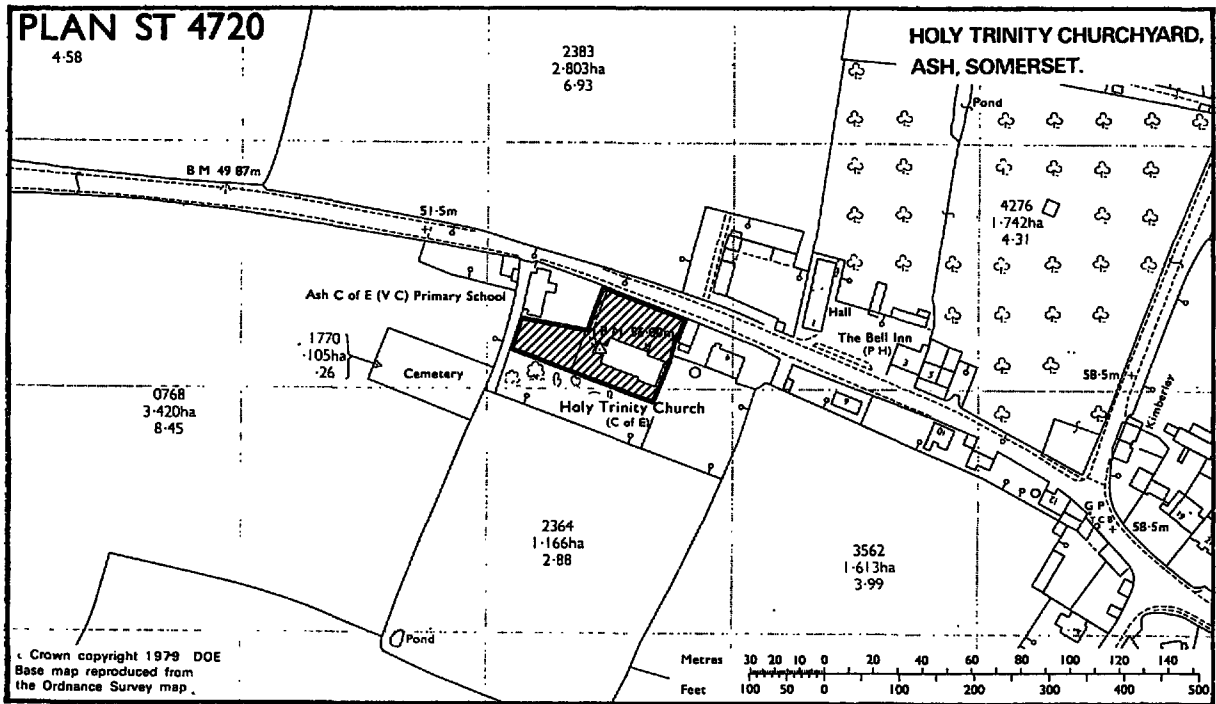 PLAN ST 4720
4·58
2383
2·803ha
6·93
HOLY TRINITY CHURCHYARD,
ASH, SOMERSET.
Pond
B M 49 87m
51·5m
4276
1·742ha
4·31
Ash C of E (V C) Primary School
Hall
The Bell Inn
(P H)
1770
·105ha
·26
Cemetery
0768
3·420ha
8·45
Holy Trinity Church
(C of E)
58·5m
Kimberley
3
5
9
10
12
P O
G P
T C B
58·5m
2364
1·166ha
2·88
3562
1·613ha
3·99
Pond
Crown copyright 1979 DOE
Base map reproduced from
the Ordnance Survey map.
Metres 30 20 10 0 20 40 60 80 100 120 140
Feet 100 50 0 100 200 300 400 500